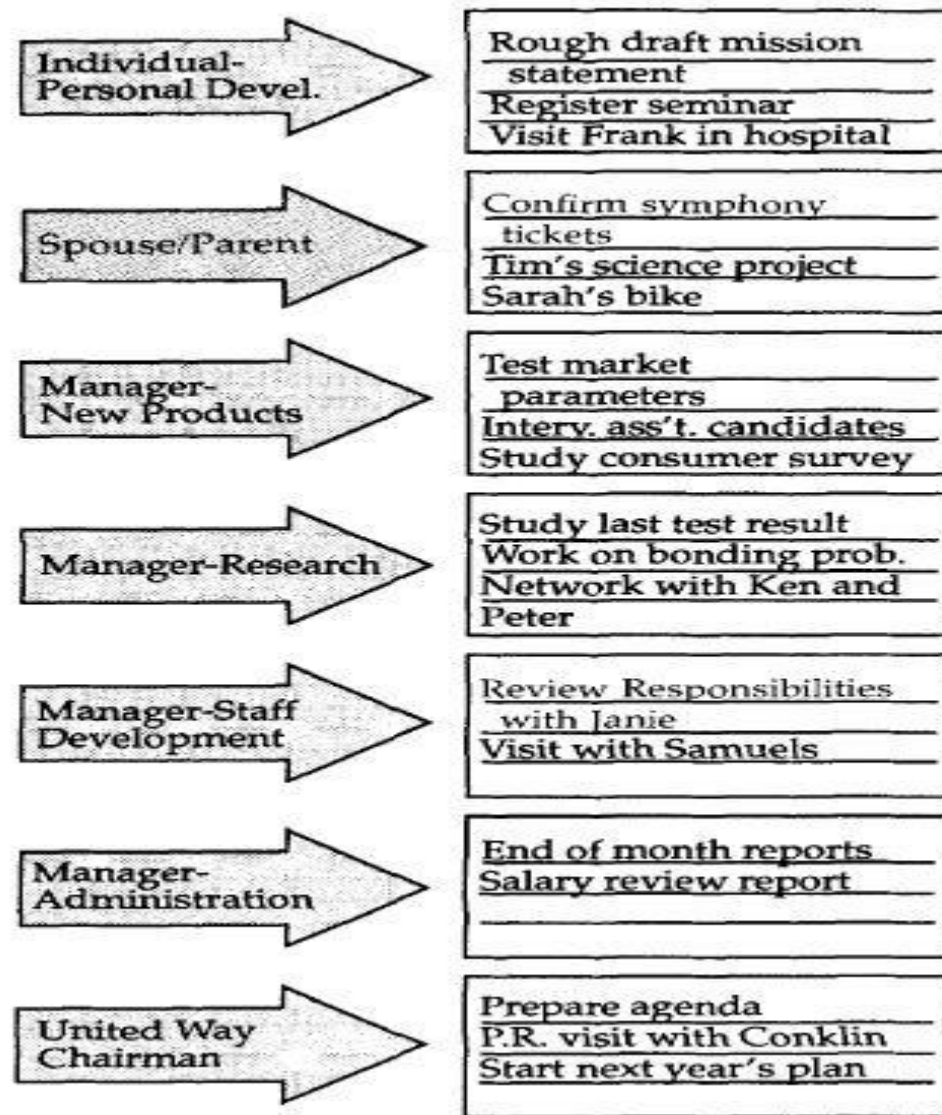 Individual-
Personal Devel.
Rough draft mission
statement
Register seminar
Visit Frank in hospital
Spouse/Parent
Confirm symphony
tickets
Tim's science project
Sarah's bike
Manager-
New Products
Test market
parameters
Interv. ass't. candidates
Study consumer survey
Manager-Research
Study last test result
Work on bonding prob.
Network with Ken and
Peter
Manager-Staff
Development
Review Responsibilities
with Janie
Visit with Samuels
Manager-
Administration
End of month reports
Salary review report
United Way
Chairman
Prepare agenda
P.R. visit with Conklin
Start next year's plan